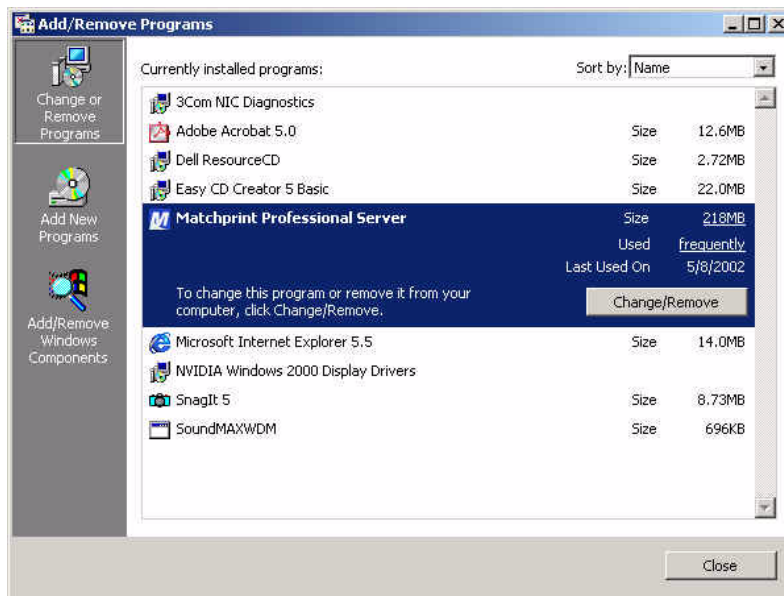 Add/Remove Programs
Change or
Remove
Programs
Add New
Programs
Add/Remove
Windows
Components
Currently installed programs:
Sort by: Name
3Com NIC Diagnostics
Adobe Acrobat 5.0 Size 12.6MB
Dell ResourceCD Size 2.72MB
Easy CD Creator 5 Basic Size 22.0MB
Matchprint Professional Server Size 218MB
Used frequently
Last Used On 5/8/2002
To change this program or remove it from your
computer, click Change/Remove.
Change/Remove
Microsoft Internet Explorer 5.5 Size 14.0MB
NVIDIA Windows 2000 Display Drivers
SnagIt 5 Size 8.73MB
SoundMAXWDM Size 696KB
Close